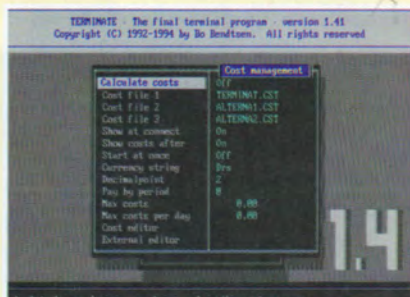 TERMINATE - The final terminal program - version 1.41
Copyright (C) 1992-1994 by Bo Bendtsen. All rights reserved
Cost management
Calculate costs Off
Cost file 1 TERMINAT.CST
Cost file 2 ALTERNA1.CST
Cost file 3 ALTERNA2.CST
Show at connect On
Show costs after On
Start at once Off
Currency string Drs
Decimalpoint 2
Pay by period 0
Max costs 0,00
Max costs per day 0,00
Cost editor
External editor
1.4